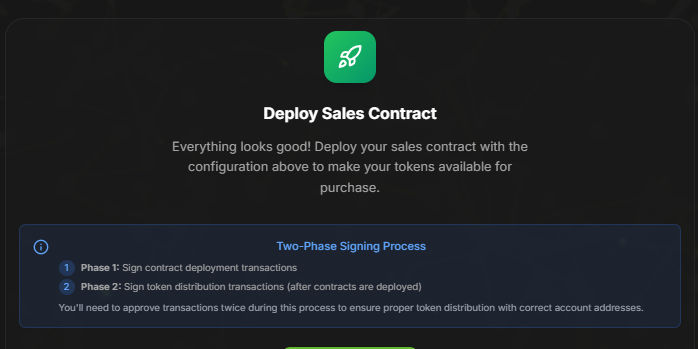 Deploy Sales Contract
Everything looks good! Deploy your sales contract with the
configuration above to make your tokens available for
purchase.
Two-Phase Signing Process
1 Phase 1: Sign contract deployment transactions
2 Phase 2: Sign token distribution transactions (after contracts are deployed)
You'll need to approve transactions twice during this process to ensure proper token distribution with correct account addresses.